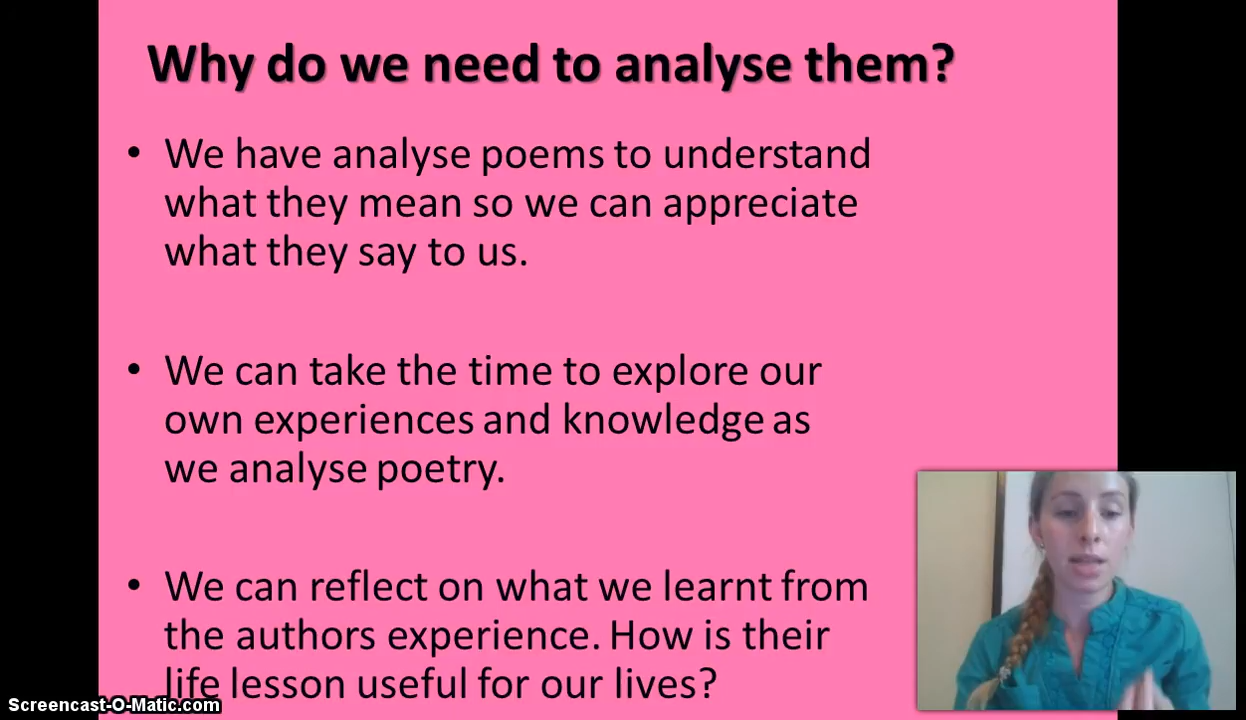 Why do we need to analyse them?
• We have analyse poems to understand
what they mean so we can appreciate
what they say to us.
• We can take the time to explore our
own experiences and knowledge as
we analyse poetry.
• We can reflect on what we learnt from
the authors experience. How is their
life lesson useful for our lives?
Screencast-O-Matic.com